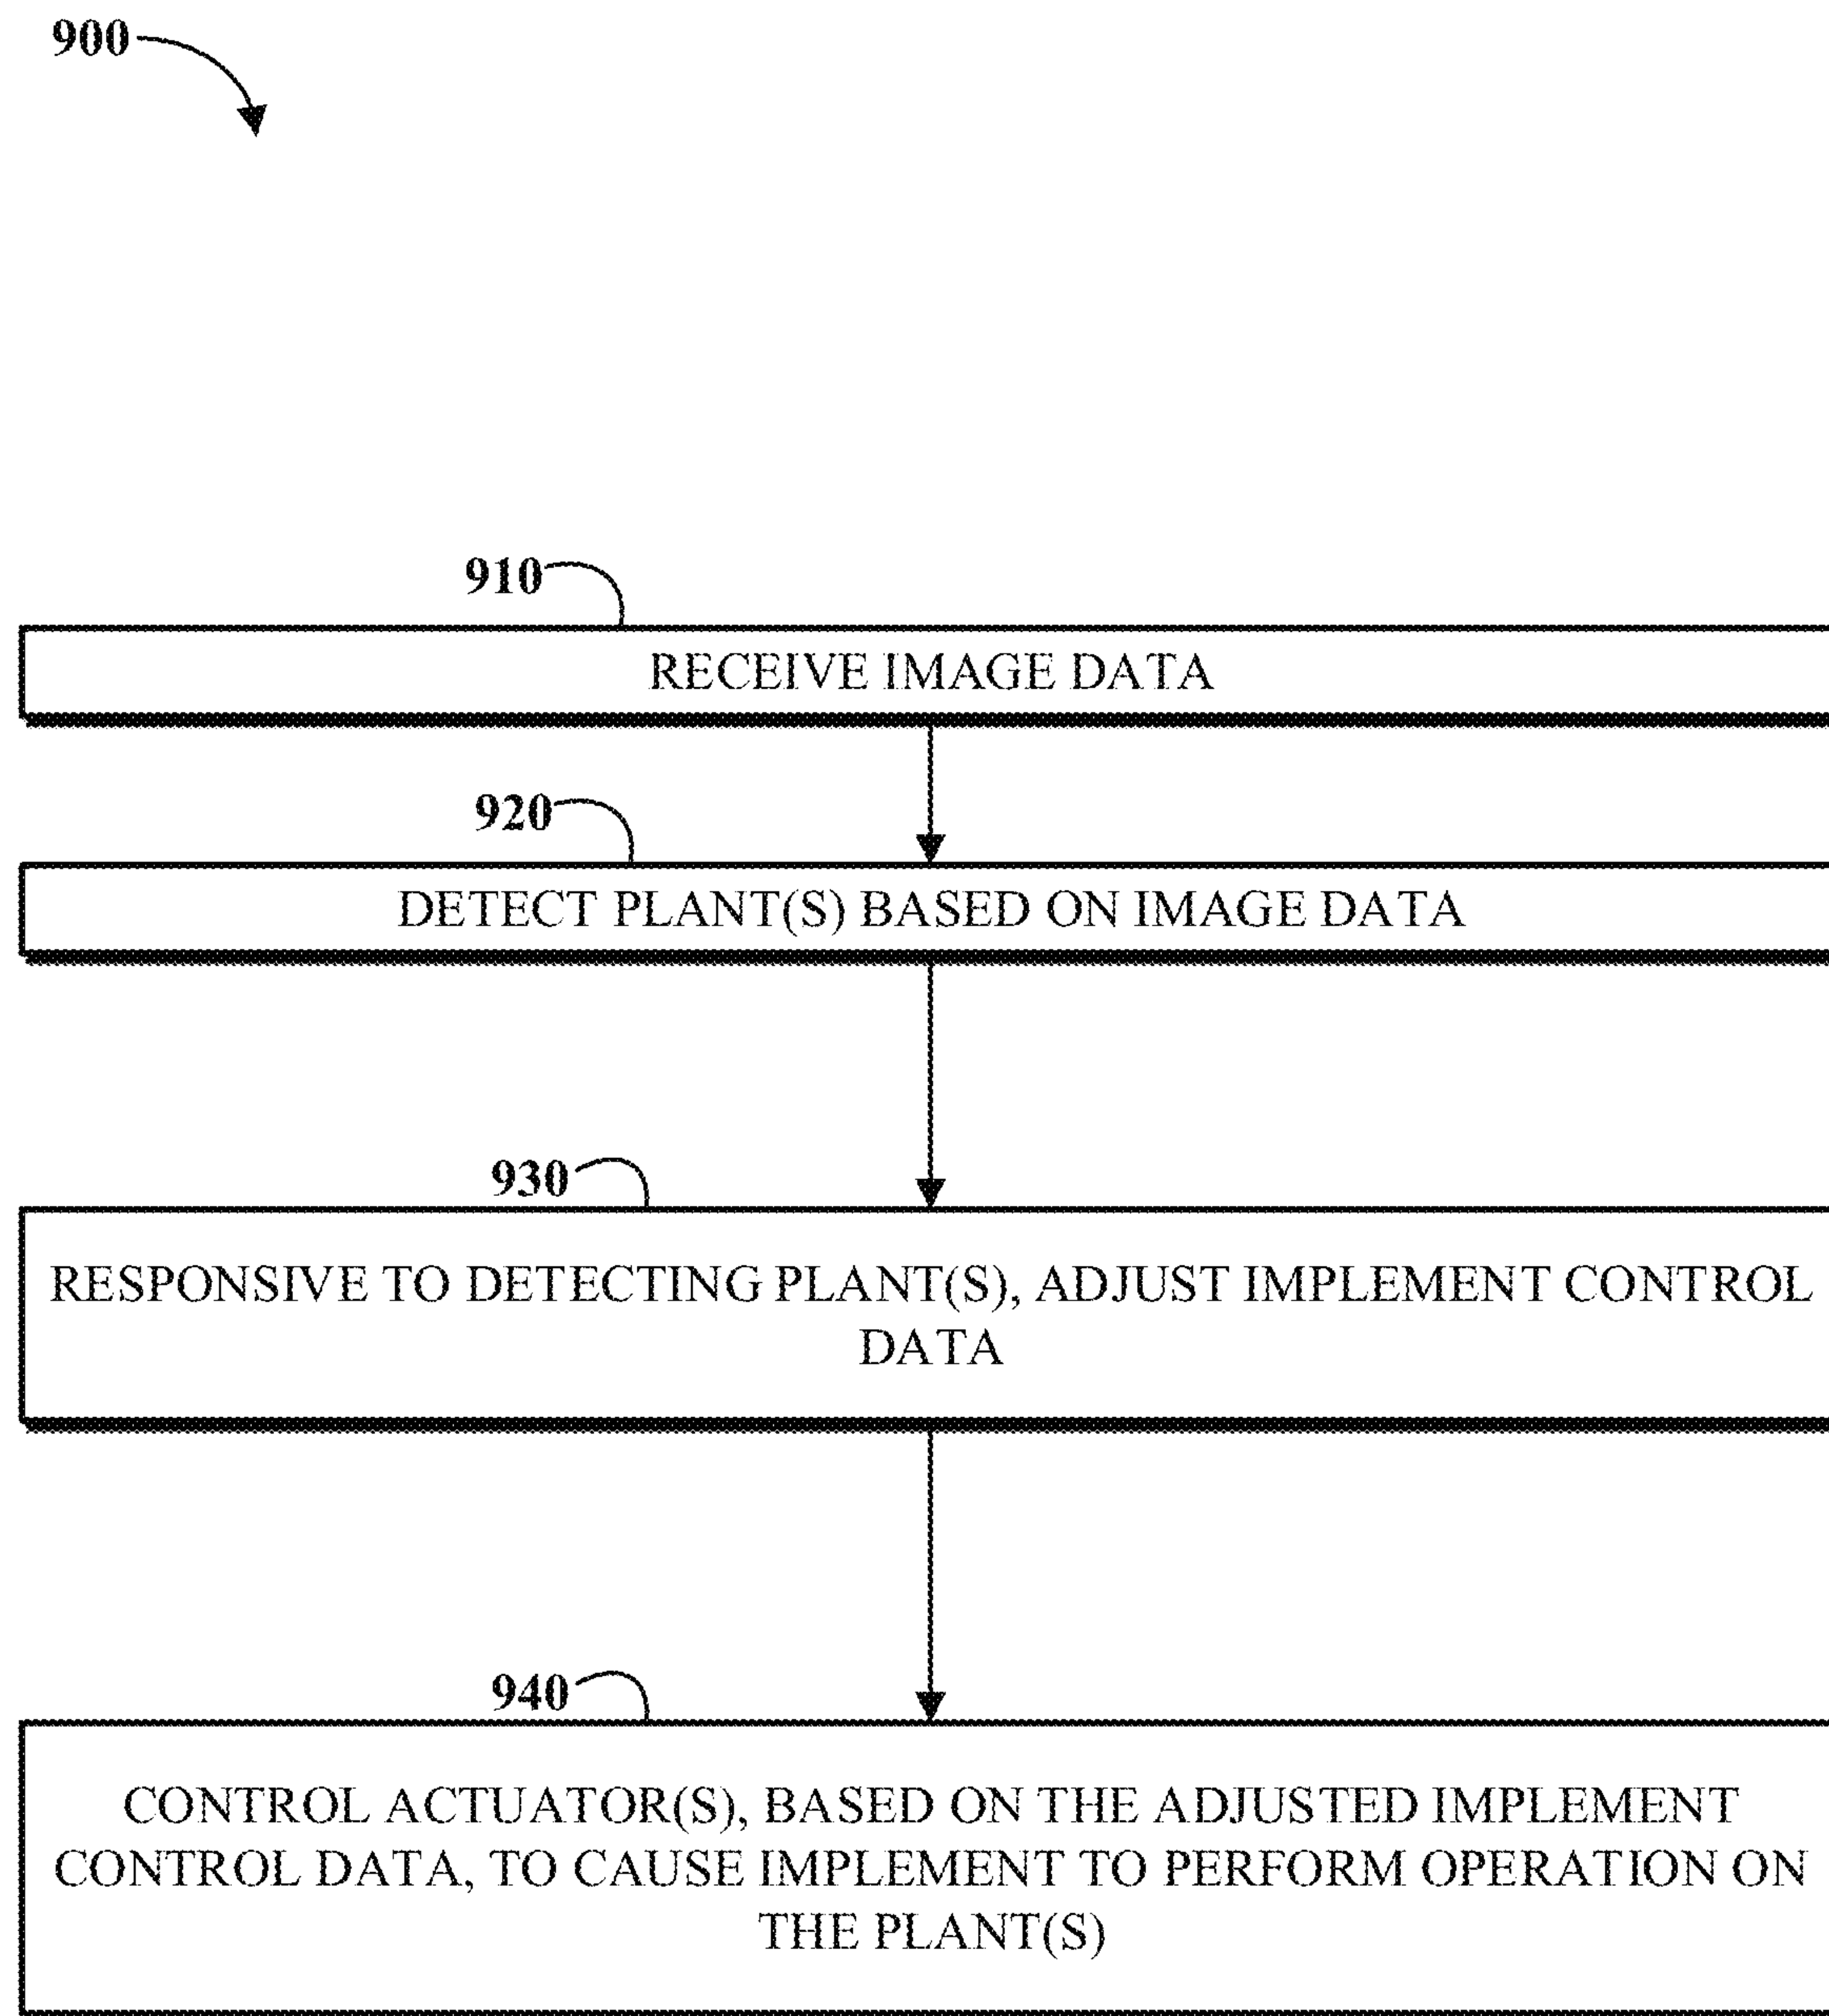 900
910
RECEIVE IMAGE DATA
920
DETECT PLANT(S) BASED ON IMAGE DATA
930
RESPONSIVE TO DETECTING PLANT(S), ADJUST IMPLEMENT CONTROL
DATA
940
CONTROL ACTUATOR(S), BASED ON THE ADJUSTED IMPLEMENT
CONTROL DATA, TO CAUSE IMPLEMENT TO PERFORM OPERATION ON
THE PLANT(S)